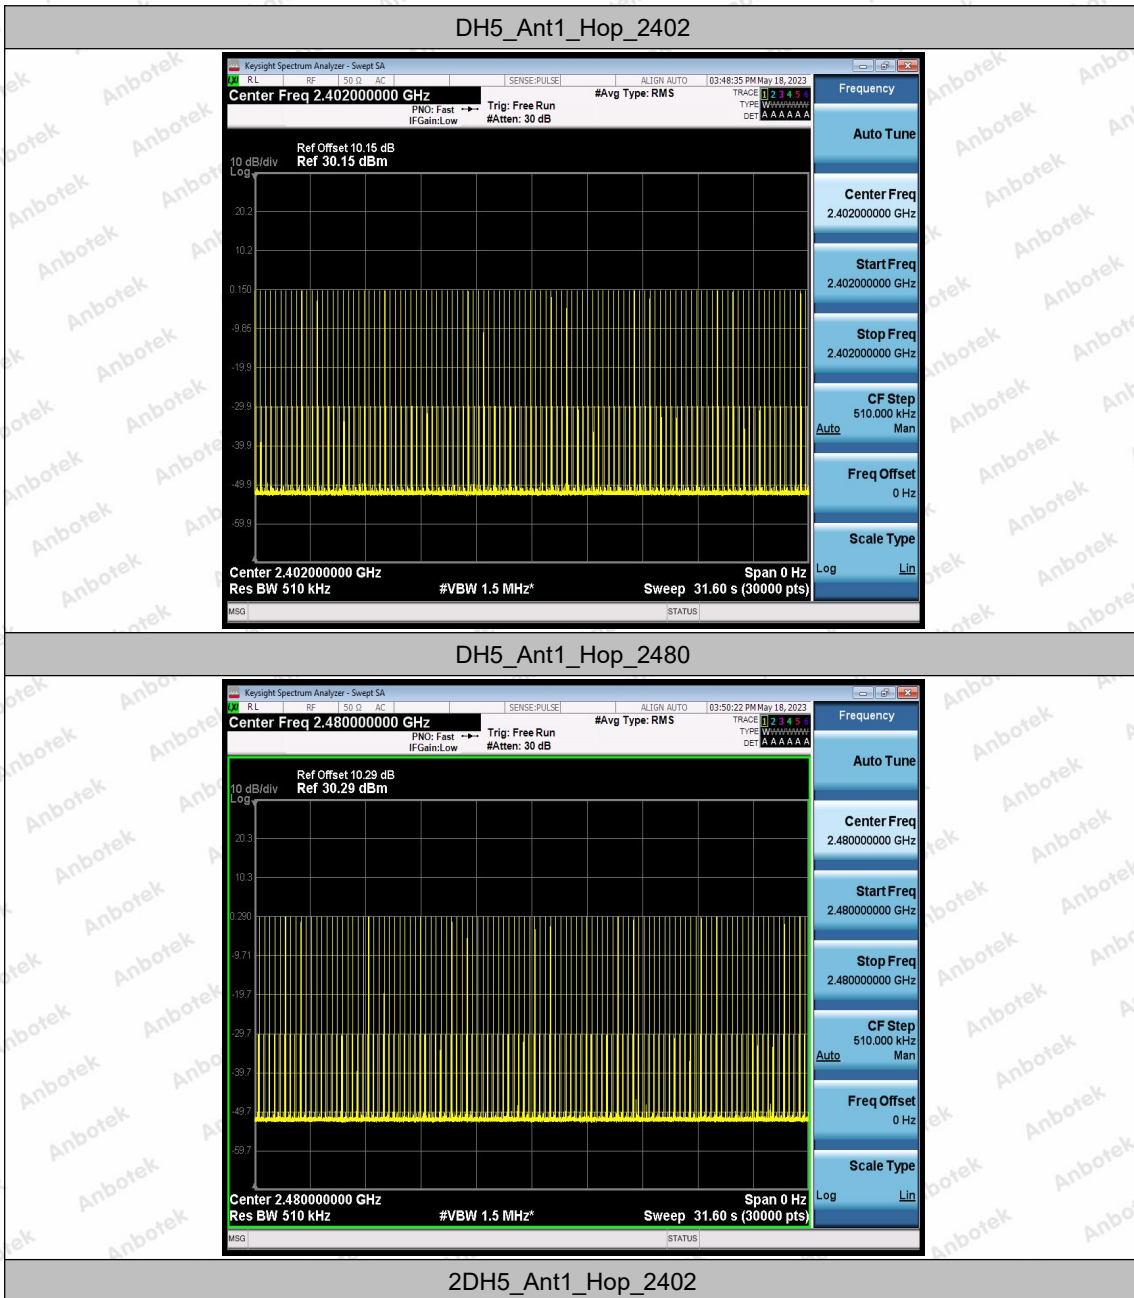 DH5_Ant1_Hop_2402
Keysight Spectrum Analyzer - Swept SA
RL RF 50 Ω AC SENSE:PULSE ALIGN AUTO 03:48:35 PM May 18, 2023
Center Freq 2.402000000 GHz
PNO: Fast
IFGain:Low
Trig: Free Run
#Atten: 30 dB
#Avg Type: RMS
TRACE 1 2 3 4 5 6
TYPE W
DET A A A A A A
Ref Offset 10.15 dB
10 dB/div Ref 30.15 dBm
Log
20.2
10.2
0.150
-9.85
-19.9
-29.9
-39.9
-49.9
-59.9
Center 2.402000000 GHz Span 0 Hz
Res BW 510 kHz #VBW 1.5 MHz* Sweep 31.60 s (30000 pts)
MSG STATUS
Frequency
Auto Tune
Center Freq
2.402000000 GHz
Start Freq
2.402000000 GHz
Stop Freq
2.402000000 GHz
CF Step
510.000 kHz
Auto Man
Freq Offset
0 Hz
Scale Type
Log Lin
DH5_Ant1_Hop_2480
Keysight Spectrum Analyzer - Swept SA
RL RF 50 Ω AC SENSE:PULSE ALIGN AUTO 03:50:22 PM May 18, 2023
Center Freq 2.480000000 GHz
PNO: Fast
IFGain:Low
Trig: Free Run
#Atten: 30 dB
#Avg Type: RMS
TRACE 1 2 3 4 5 6
TYPE W
DET A A A A A A
Ref Offset 10.29 dB
10 dB/div Ref 30.29 dBm
Log
20.3
10.3
0.290
-9.71
-19.7
-29.7
-39.7
-49.7
-59.7
Center 2.480000000 GHz Span 0 Hz
Res BW 510 kHz #VBW 1.5 MHz* Sweep 31.60 s (30000 pts)
MSG STATUS
Frequency
Auto Tune
Center Freq
2.480000000 GHz
Start Freq
2.480000000 GHz
Stop Freq
2.480000000 GHz
CF Step
510.000 kHz
Auto Man
Freq Offset
0 Hz
Scale Type
Log Lin
2DH5_Ant1_Hop_2402
Anbotek